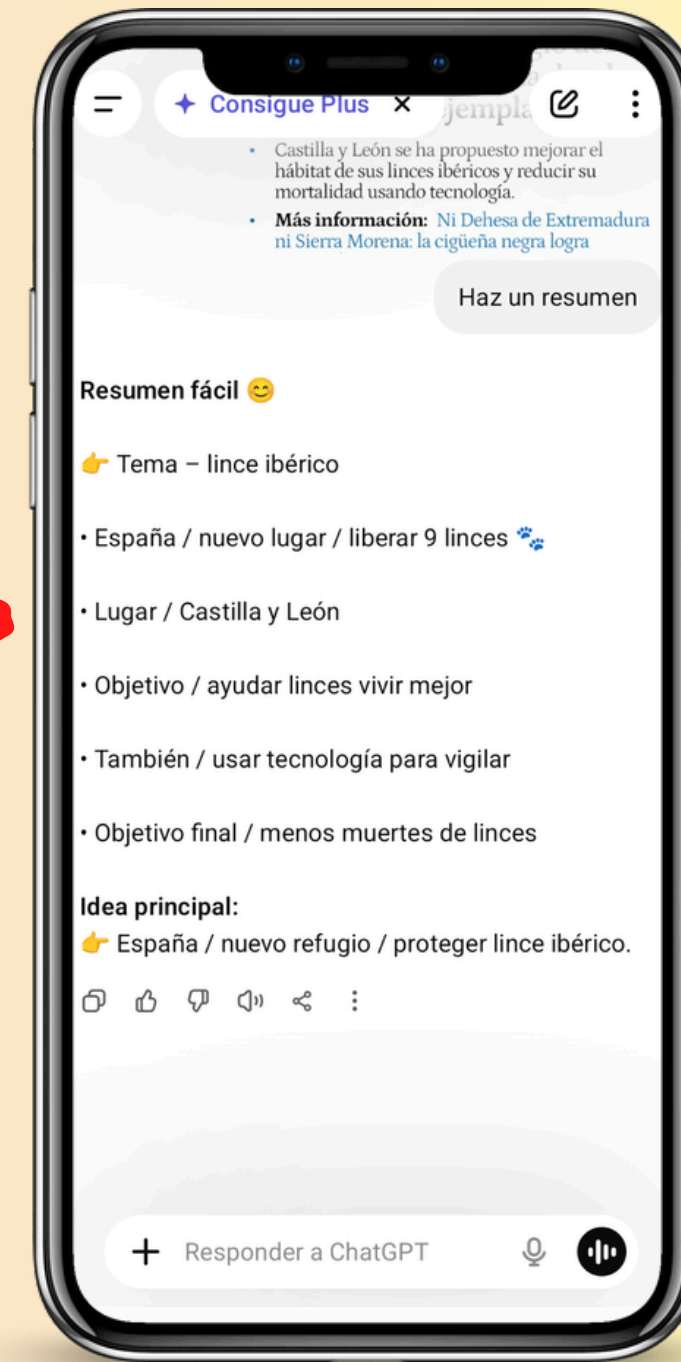 Consigue Plus ×
Castilla y León se ha propuesto mejorar el
hábitat de sus linces ibéricos y reducir su
mortalidad usando tecnología.
Más información: Ni Dehesa de Extremadura
ni Sierra Morena: la cigüeña negra logra
Haz un resumen
Resumen fácil 😊
👉 Tema – lince ibérico
• España / nuevo lugar / liberar 9 linces 🐾
• Lugar / Castilla y León
• Objetivo / ayudar linces vivir mejor
• También / usar tecnología para vigilar
• Objetivo final / menos muertes de linces
Idea principal:
👉 España / nuevo refugio / proteger lince ibérico.
Responder a ChatGPT